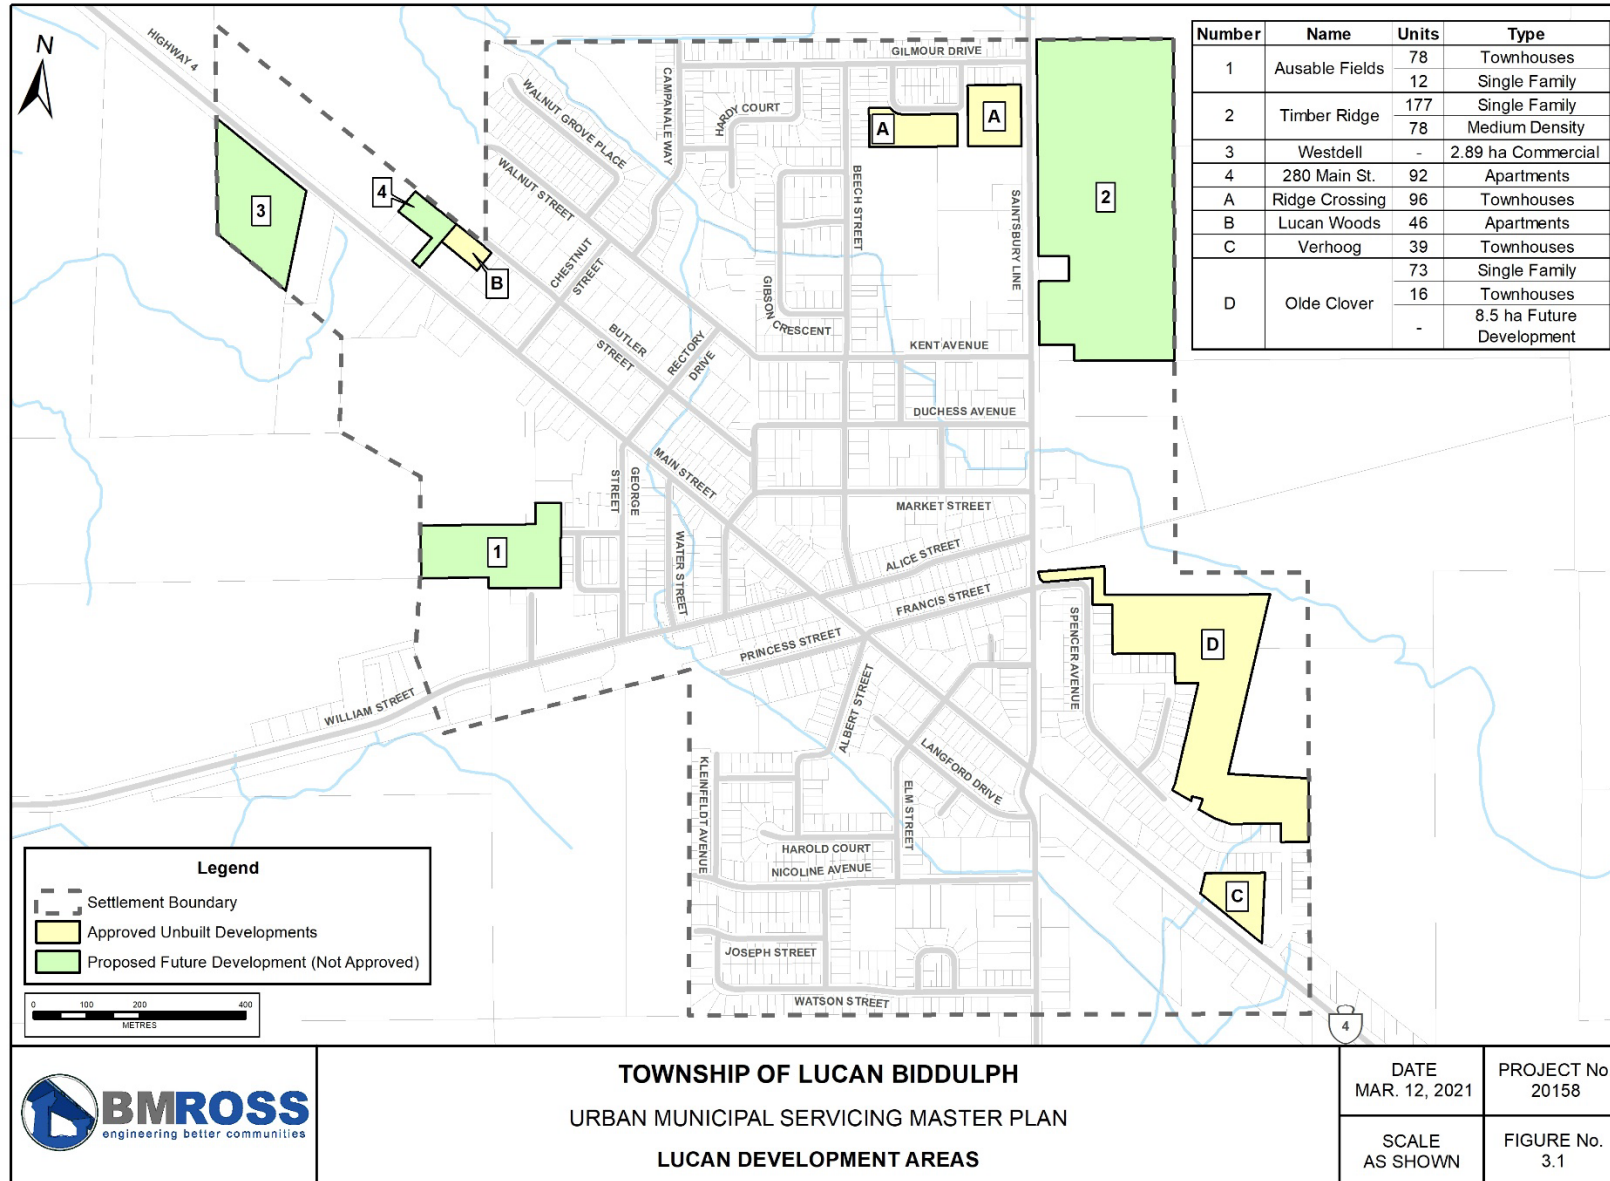 N
HIGHWAY 4
GILMOUR DRIVE
CAMPANALE WAY
WALNUT GROVE PLACE
HARDY COURT
WALNUT STREET
BEECH STREET
SAINTSBURY LINE
A
A
2
3
4
B
CHESTNUT
STREET
GIBSON
CRESCENT
BUTLER
STREET
RECTORY
DRIVE
KENT AVENUE
DUCHESS AVENUE
MAIN STREET
GEORGE
STREET
MARKET STREET
WATER STREET
1
ALICE STREET
FRANCIS STREET
PRINCESS STREET
SPENCER AVENUE
D
WILLIAM STREET
ALBERT STREET
LANGFORD DRIVE
KLEINFELDT AVENUE
ELM STREET
HAROLD COURT
NICOLINE AVENUE
C
JOSEPH STREET
WATSON STREET
4
Number Name Units Type
1 Ausable Fields 78 Townhouses
12 Single Family
2 Timber Ridge 177 Single Family
78 Medium Density
3 Westdell - 2.89 ha Commercial
4 280 Main St. 92 Apartments
A Ridge Crossing 96 Townhouses
B Lucan Woods 46 Apartments
C Verhoog 39 Townhouses
D Olde Clover 73 Single Family
16 Townhouses
- 8.5 ha Future
Development
Legend
Settlement Boundary
Approved Unbuilt Developments
Proposed Future Development (Not Approved)
0 100 200 400
METRES
BMROSS
engineering better communities
TOWNSHIP OF LUCAN BIDDULPH
URBAN MUNICIPAL SERVICING MASTER PLAN
LUCAN DEVELOPMENT AREAS
DATE
MAR. 12, 2021
PROJECT No
20158
SCALE
AS SHOWN
FIGURE No.
3.1